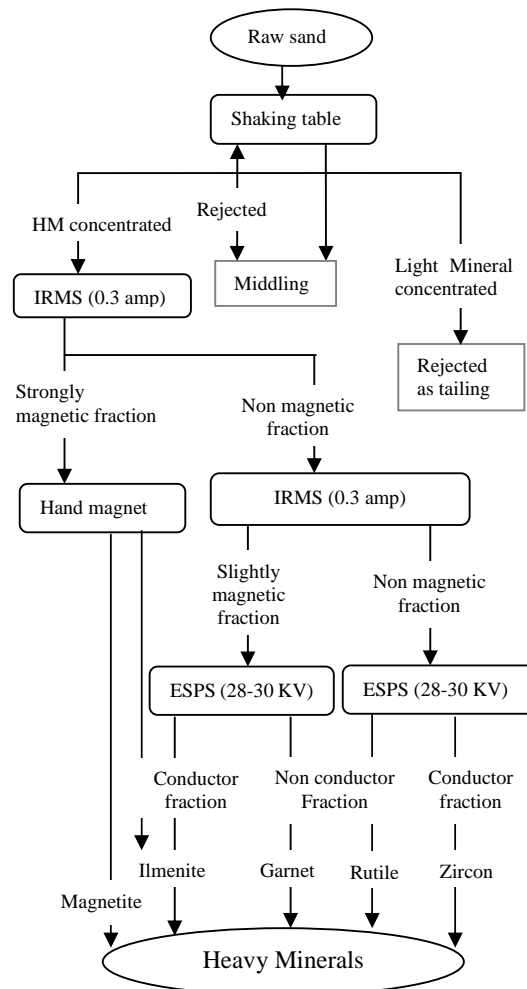 Raw sand
Shaking table
HM concentrated
Rejected
Middling
Light Mineral
concentrated
IRMS (0.3 amp)
Rejected
as tailing
Strongly
magnetic fraction
Non magnetic
fraction
Hand magnet
IRMS (0.3 amp)
Slightly
magnetic
fraction
Non magnetic
fraction
ESPS (28-30 KV)
ESPS (28-30 KV)
Conductor
fraction
Non conductor
Fraction
Conductor
fraction
Magnetite
Ilmenite
Garnet
Rutile
Zircon
Heavy Minerals